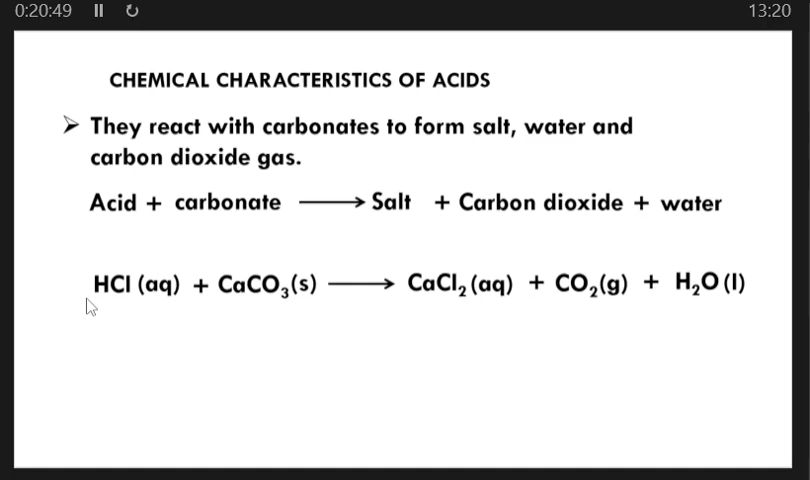 0:20:49 13:20
CHEMICAL CHARACTERISTICS OF ACIDS
➢ They react with carbonates to form salt, water and
carbon dioxide gas.
Acid + carbonate ⟶ Salt + Carbon dioxide + water
HCl (aq) + CaCO₃(s) ⟶ CaCl₂ (aq) + CO₂(g) + H₂O (l)